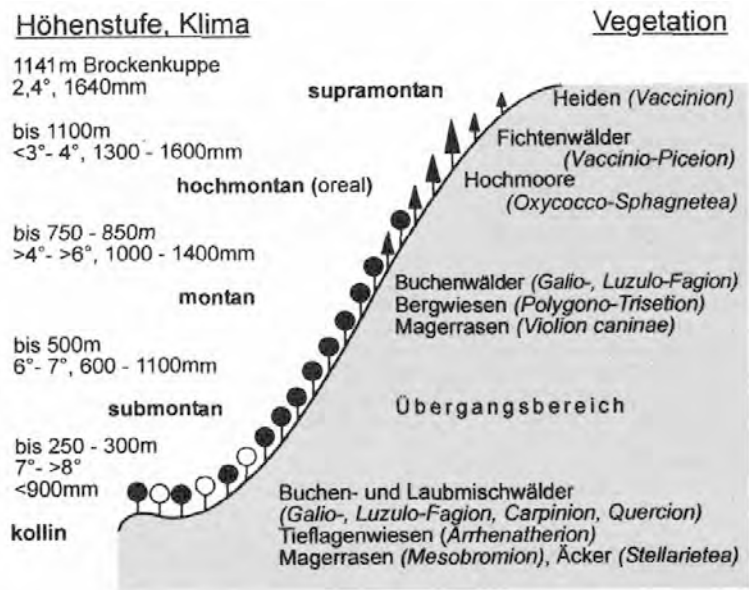 Höhenstufe, Klima
Vegetation
1141m Brockenkuppe
2,4°, 1640mm
supramontan
Heiden (Vaccinion)
bis 1100m
<3°- 4°, 1300 - 1600mm
Fichtenwälder
(Vaccinio-Piceion)
hochmontan (oreal)
Hochmoore
(Oxycocco-Sphagnetea)
bis 750 - 850m
>4°- >6°, 1000 - 1400mm
montan
Buchenwälder (Galio-, Luzulo-Fagion)
Bergwiesen (Polygono-Trisetion)
Magerrasen (Violion caninae)
bis 500m
6°- 7°, 600 - 1100mm
submontan
Übergangsbereich
bis 250 - 300m
7°- >8°
<900mm
kollin
Buchen- und Laubmischwälder
(Galio-, Luzulo-Fagion, Carpinion, Quercion)
Tieflagenwiesen (Arrhenatherion)
Magerrasen (Mesobromion), Äcker (Stellarietea)